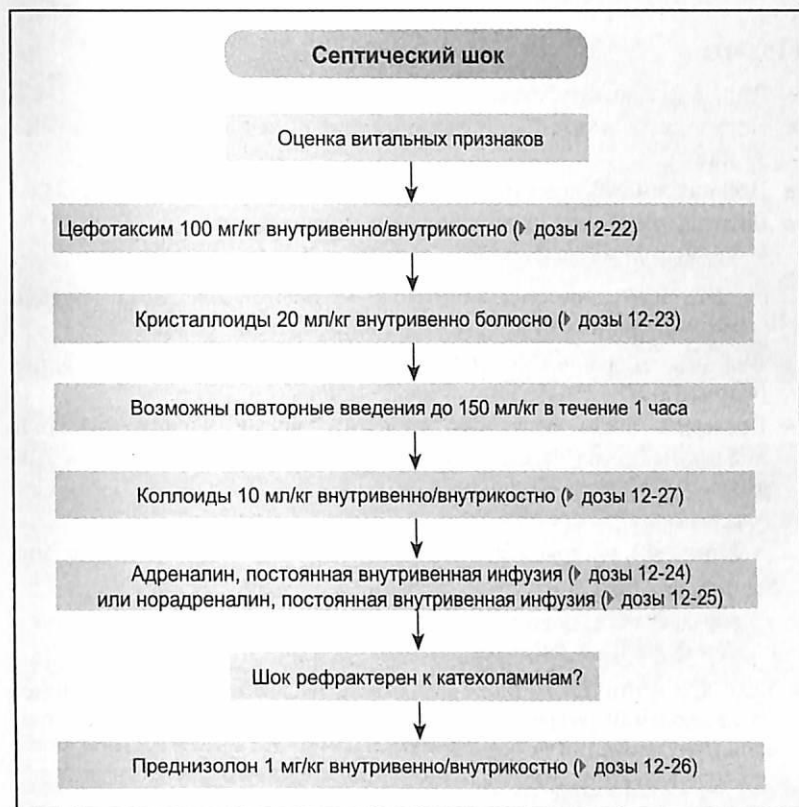 Септический шок
Оценка витальных признаков
Цефотаксим 100 мг/кг внутривенно/внутрикостно (▶ дозы 12-22)
Кристаллоиды 20 мл/кг внутривенно болюсно (▶ дозы 12-23)
Возможны повторные введения до 150 мл/кг в течение 1 часа
Коллоиды 10 мл/кг внутривенно/внутрикостно (▶ дозы 12-27)
Адреналин, постоянная внутривенная инфузия (▶ дозы 12-24)
или норадреналин, постоянная внутривенная инфузия (▶ дозы 12-25)
Шок рефрактерен к катехоламинам?
Преднизолон 1 мг/кг внутривенно/внутрикостно (▶ дозы 12-26)